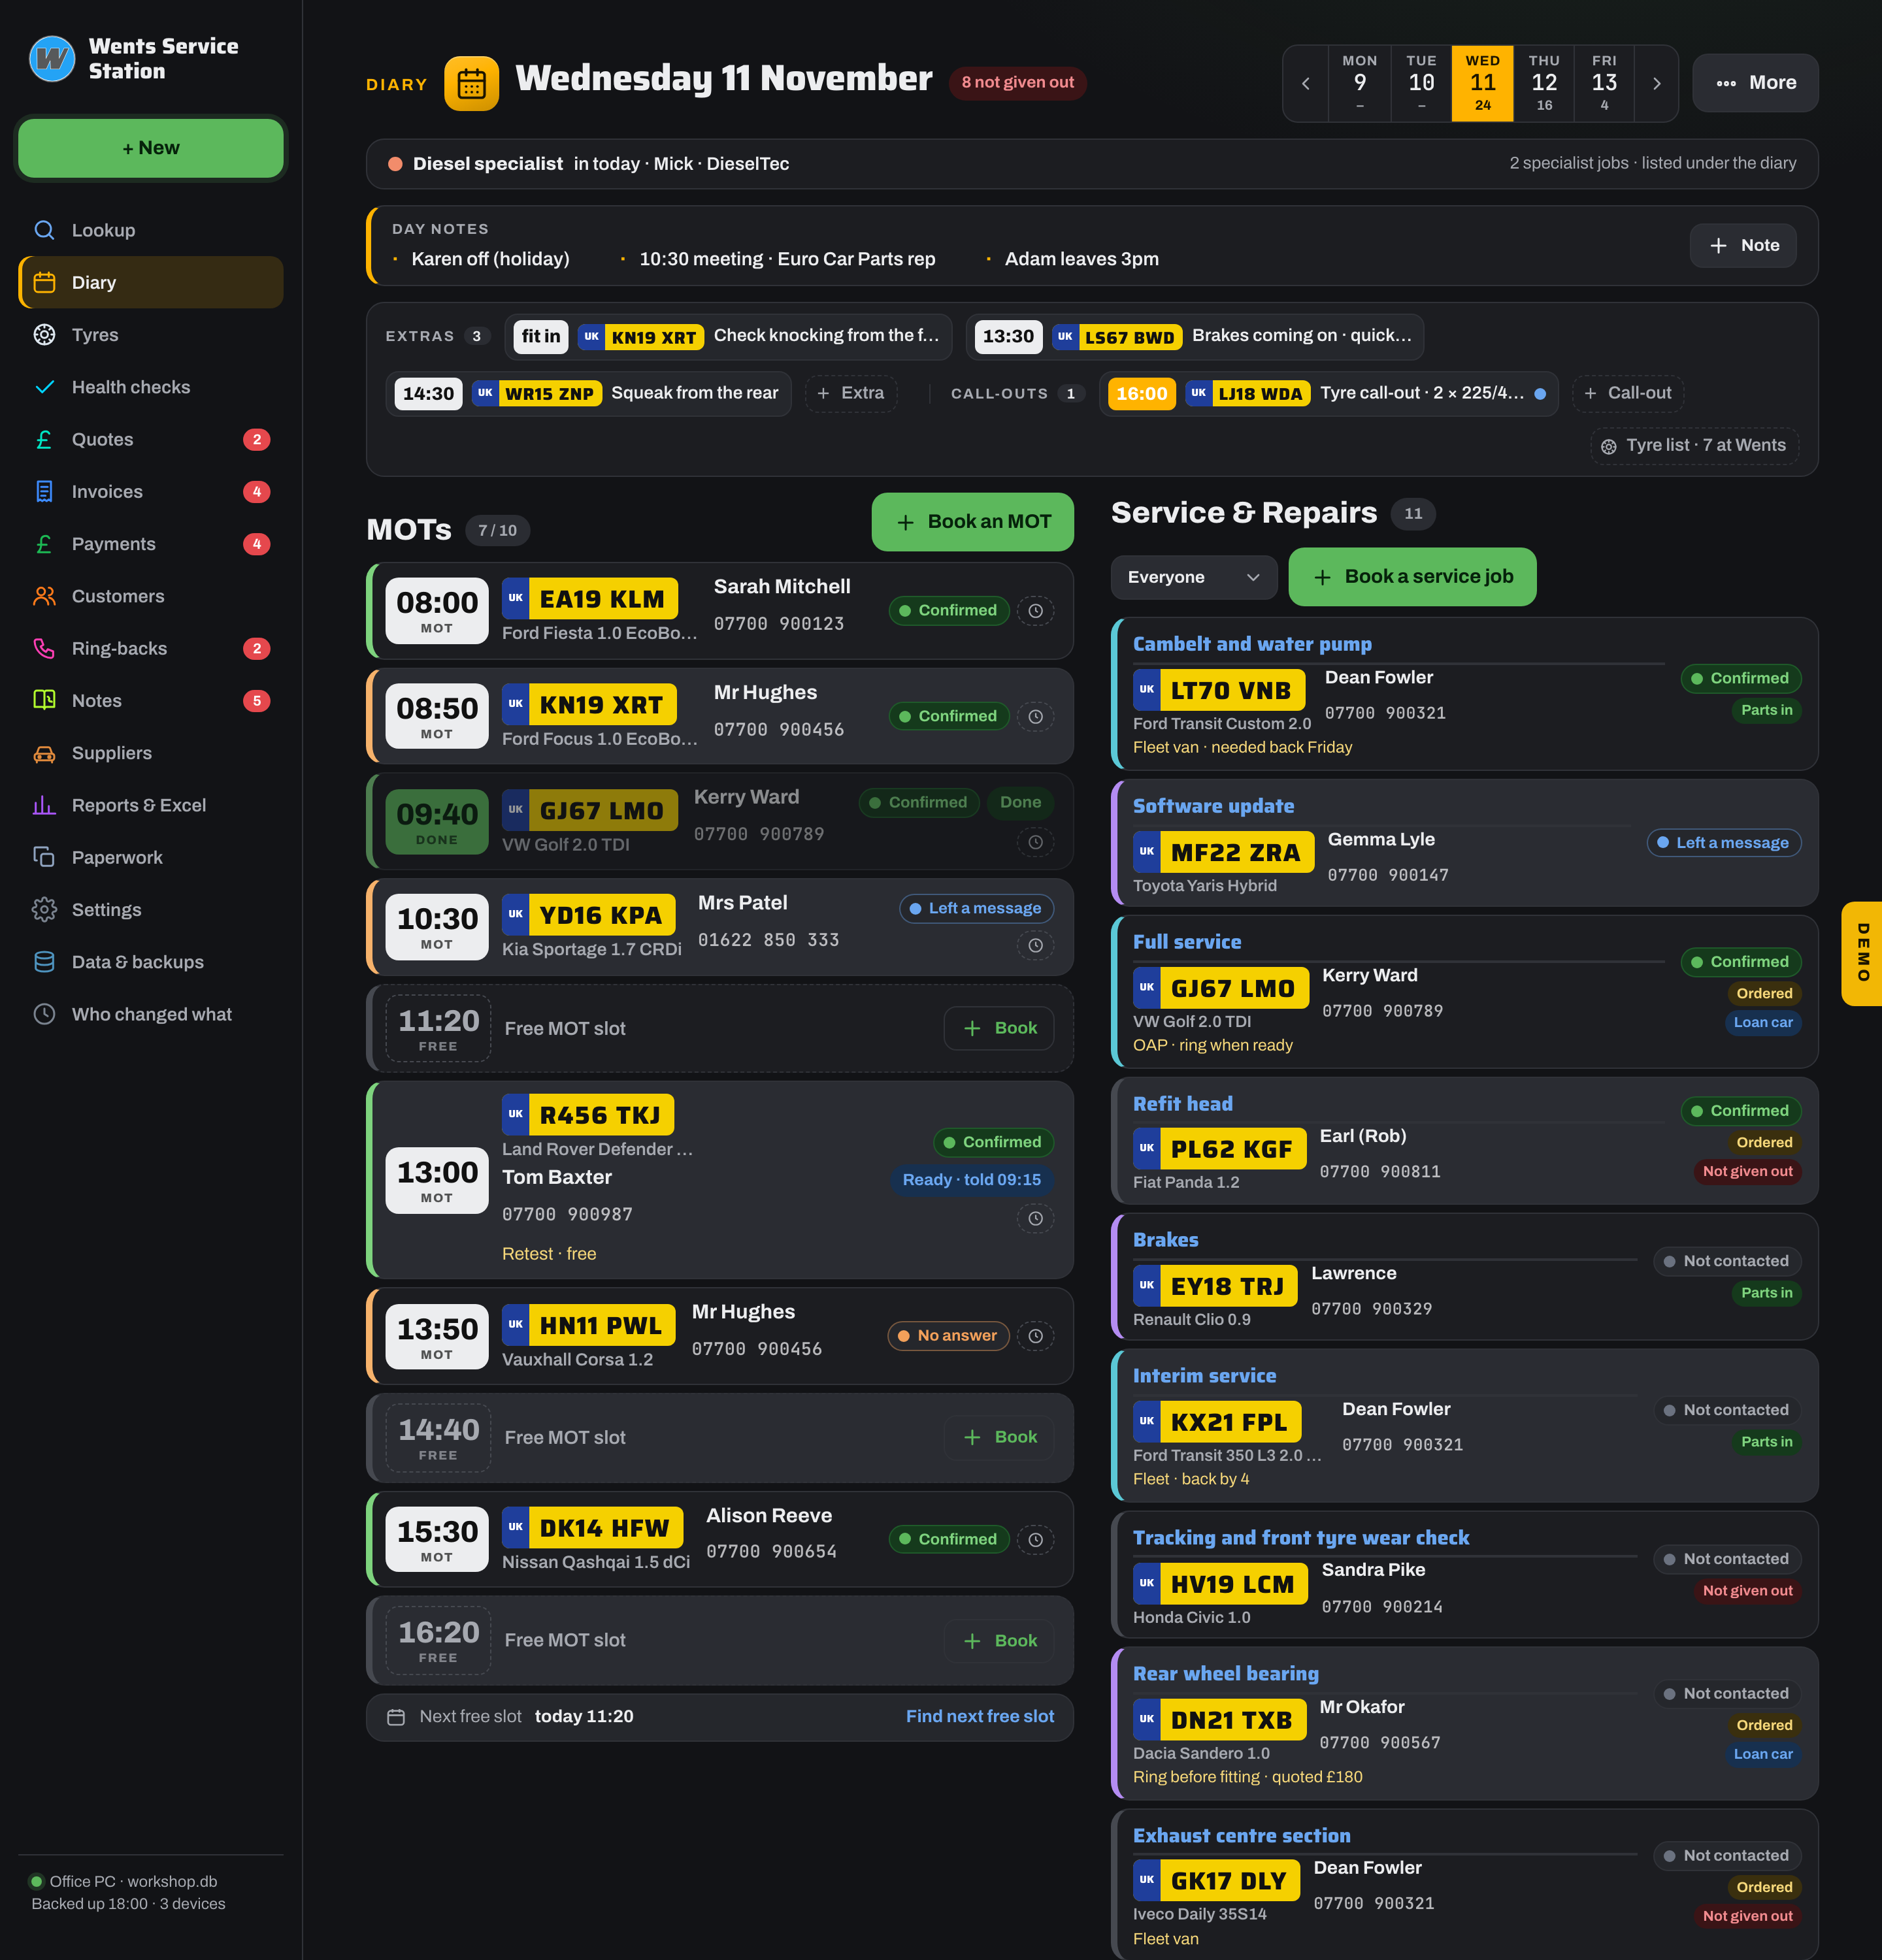 Wents Service
Station
+ New
Lookup
Diary
Tyres
Health checks
Quotes 2
Invoices 4
Payments 4
Customers
Ring-backs 2
Notes 5
Suppliers
Reports & Excel
Paperwork
Settings
Data & backups
Who changed what
Office PC · workshop.db
Backed up 18:00 · 3 devices
DIARY
Wednesday 11 November
8 not given out
MON 9 –
TUE 10 –
WED 11 24
THU 12 16
FRI 13 4
More
Diesel specialist in today · Mick · DieselTec
2 specialist jobs · listed under the diary
DAY NOTES
· Karen off (holiday) · 10:30 meeting · Euro Car Parts rep · Adam leaves 3pm
+ Note
EXTRAS 3
fit in UK KN19 XRT Check knocking from the f…
13:30 UK LS67 BWD Brakes coming on · quick…
14:30 UK WR15 ZNP Squeak from the rear
+ Extra
CALL-OUTS 1
16:00 UK LJ18 WDA Tyre call-out · 2 × 225/4…
+ Call-out
Tyre list · 7 at Wents
MOTs 7 / 10
+ Book an MOT
08:00
MOT
UK EA19 KLM
Ford Fiesta 1.0 EcoBo…
Sarah Mitchell
07700 900123
Confirmed
08:50
MOT
UK KN19 XRT
Ford Focus 1.0 EcoBo…
Mr Hughes
07700 900456
Confirmed
09:40
DONE
UK GJ67 LMO
VW Golf 2.0 TDI
Kerry Ward
07700 900789
Confirmed
Done
10:30
MOT
UK YD16 KPA
Kia Sportage 1.7 CRDi
Mrs Patel
01622 850 333
Left a message
11:20
FREE
Free MOT slot
+ Book
13:00
MOT
UK R456 TKJ
Land Rover Defender …
Tom Baxter
07700 900987
Retest · free
Confirmed
Ready · told 09:15
13:50
MOT
UK HN11 PWL
Vauxhall Corsa 1.2
Mr Hughes
07700 900456
No answer
14:40
FREE
Free MOT slot
+ Book
15:30
MOT
UK DK14 HFW
Nissan Qashqai 1.5 dCi
Alison Reeve
07700 900654
Confirmed
16:20
FREE
Free MOT slot
+ Book
Next free slot today 11:20
Find next free slot
Service & Repairs 11
Everyone
+ Book a service job
Cambelt and water pump
UK LT70 VNB
Ford Transit Custom 2.0
Dean Fowler
07700 900321
Fleet van · needed back Friday
Confirmed
Parts in
Software update
UK MF22 ZRA
Toyota Yaris Hybrid
Gemma Lyle
07700 900147
Left a message
Full service
UK GJ67 LMO
VW Golf 2.0 TDI
Kerry Ward
07700 900789
OAP · ring when ready
Confirmed
Ordered
Loan car
Refit head
UK PL62 KGF
Fiat Panda 1.2
Earl (Rob)
07700 900811
Confirmed
Ordered
Not given out
Brakes
UK EY18 TRJ
Renault Clio 0.9
Lawrence
07700 900329
Not contacted
Parts in
Interim service
UK KX21 FPL
Ford Transit 350 L3 2.0 …
Dean Fowler
07700 900321
Fleet · back by 4
Not contacted
Parts in
Tracking and front tyre wear check
UK HV19 LCM
Honda Civic 1.0
Sandra Pike
07700 900214
Not contacted
Not given out
Rear wheel bearing
UK DN21 TXB
Dacia Sandero 1.0
Mr Okafor
07700 900567
Ring before fitting · quoted £180
Not contacted
Ordered
Loan car
Exhaust centre section
UK GK17 DLY
Iveco Daily 35S14
Dean Fowler
07700 900321
Fleet van
Not contacted
Ordered
Not given out
DEMO